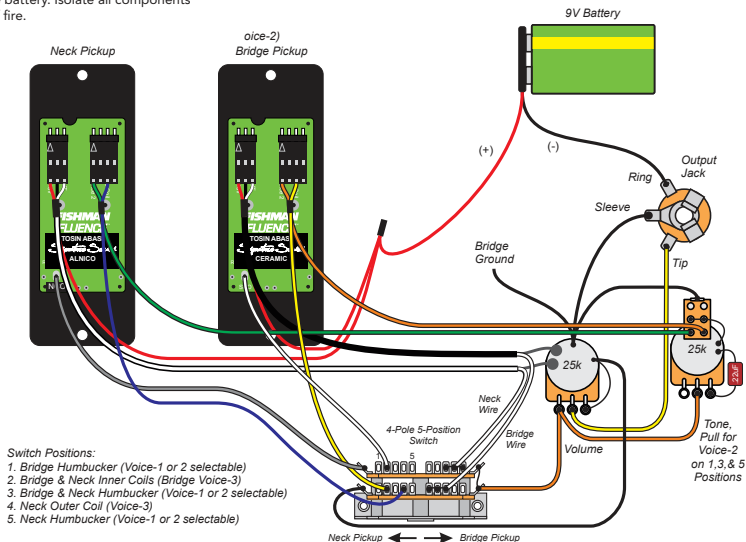 battery. Isolate all components
fire.
9V Battery
oice-2)
Neck Pickup
Bridge Pickup
(+)
(-)
Output
Jack
Ring
Sleeve
Tip
FISHMAN
FLUENCE
TOSIN ABASI
ALNICO
FISHMAN
FLUENCE
TOSIN ABASI
CERAMIC
Bridge
Ground
25k
25k
.22uF
Neck
Wire
Bridge
Wire
4-Pole 5-Position
Switch
1
5
Volume
Tone,
Pull for
Voice-2
on 1,3,& 5
Positions
Switch Positions:
1. Bridge Humbucker (Voice-1 or 2 selectable)
2. Bridge & Neck Inner Coils (Bridge Voice-3)
3. Bridge & Neck Humbucker (Voice-1 or 2 selectable)
4. Neck Outer Coil (Voice-3)
5. Neck Humbucker (Voice-1 or 2 selectable)
Neck Pickup
Bridge Pickup